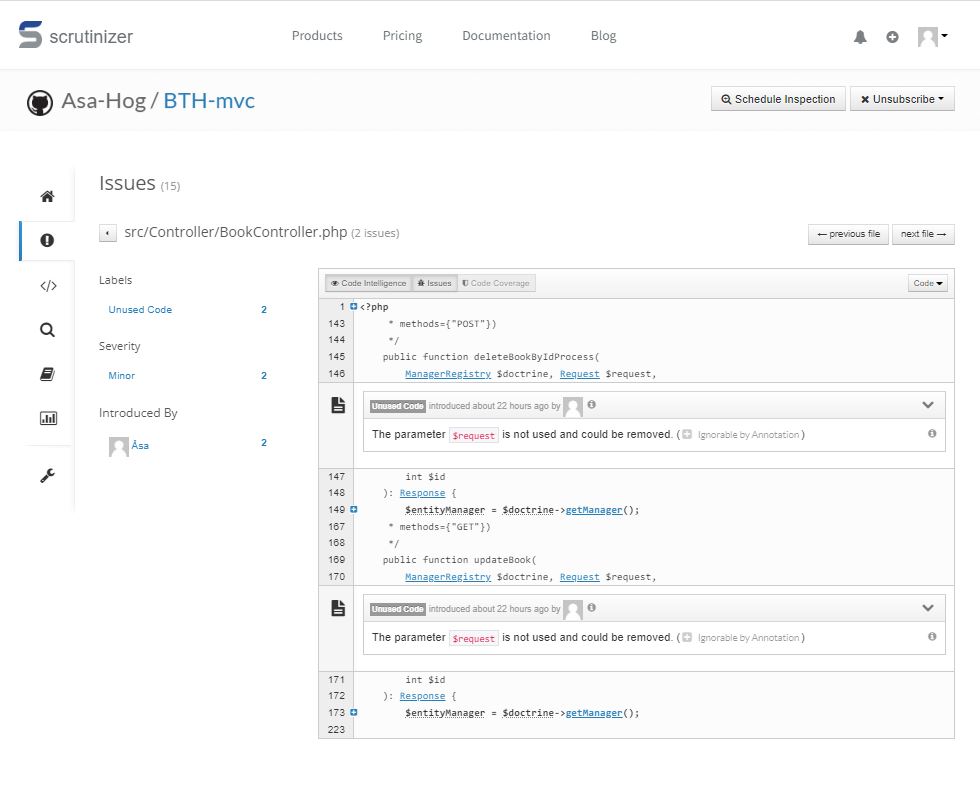 scrutinizer
Products Pricing Documentation Blog
Asa-Hog / BTH-mvc
Schedule Inspection Unsubscribe
Issues (15)
src/Controller/BookController.php (2 issues)
← previous file next file →
Labels
Unused Code 2
Severity
Minor 2
Introduced By
Åsa 2
Code Intelligence Issues Code Coverage Code
1 <?php
143 * methods={"POST"})
144 */
145 public function deleteBookByIdProcess(
146 ManagerRegistry $doctrine, Request $request,
Unused Code introduced about 22 hours ago by
The parameter $request is not used and could be removed. ( Ignorable by Annotation )
147 int $id
148 ): Response {
149 $entityManager = $doctrine->getManager();
167 * methods={"GET"})
168 */
169 public function updateBook(
170 ManagerRegistry $doctrine, Request $request,
Unused Code introduced about 22 hours ago by
The parameter $request is not used and could be removed. ( Ignorable by Annotation )
171 int $id
172 ): Response {
173 $entityManager = $doctrine->getManager();
223